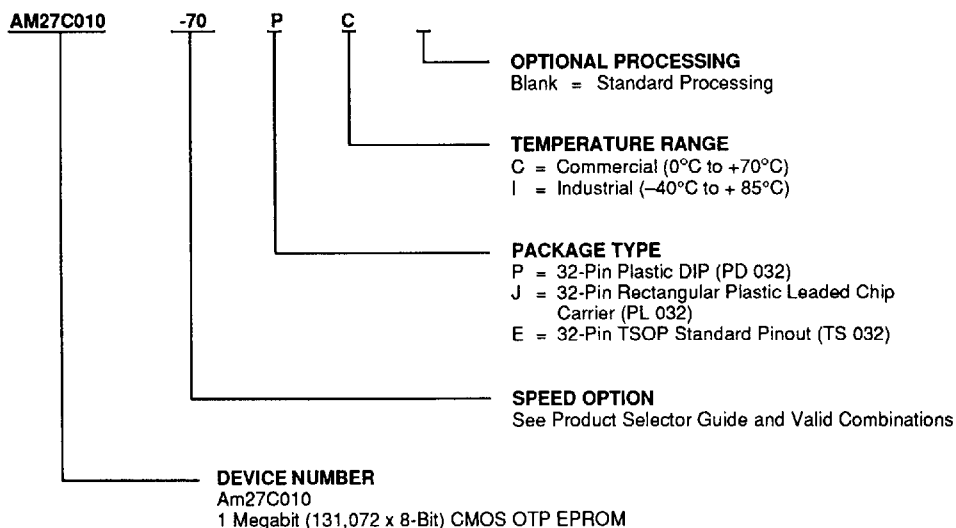 AM27C010 -70 P C
OPTIONAL PROCESSING
Blank = Standard Processing
TEMPERATURE RANGE
C = Commercial (0°C to +70°C)
I = Industrial (–40°C to + 85°C)
PACKAGE TYPE
P = 32-Pin Plastic DIP (PD 032)
J = 32-Pin Rectangular Plastic Leaded Chip
Carrier (PL 032)
E = 32-Pin TSOP Standard Pinout (TS 032)
SPEED OPTION
See Product Selector Guide and Valid Combinations
DEVICE NUMBER
Am27C010
1 Megabit (131,072 x 8-Bit) CMOS OTP EPROM